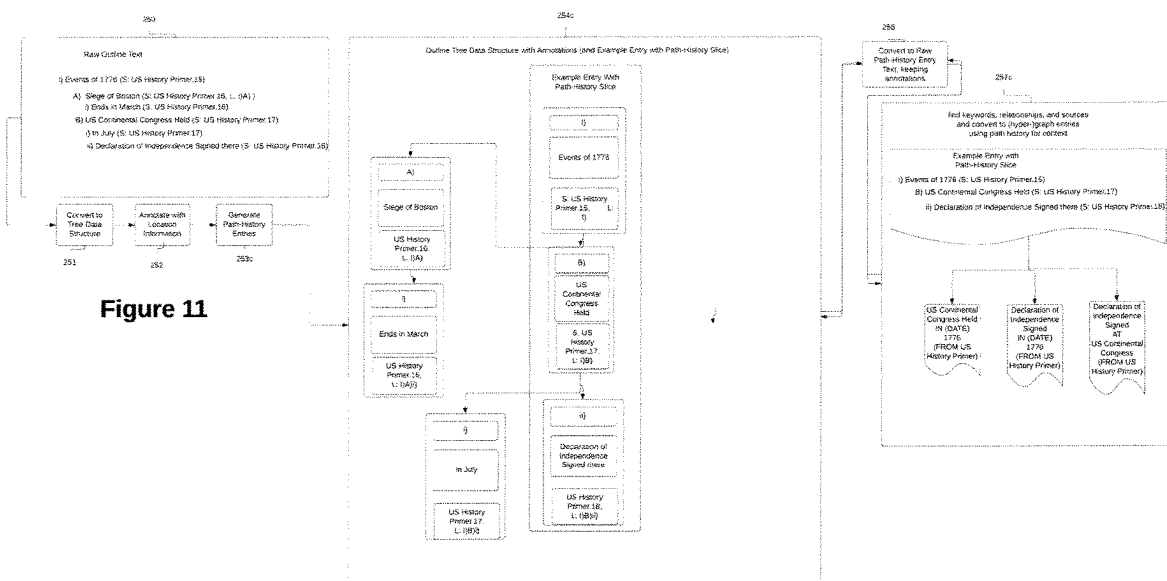 250
Raw Outline Text
i) Events of 1776 (S: US History Primer.15)
A) Siege of Boston (S: US History Primer 16, L: i)A) )
i) Ends in March (S: US History Primer.16)
B) US Continental Congress Held (S: US History Primer.17)
i) In July (S: US History Primer.17)
ii) Declaration of Independence Signed there (S: US History Primer.18)
Convert to
Tree Data
Structure
251
Annotate with
Location
Information
252
Generate
Path-History
Entries
253c
Figure 11
254c
Outline Tree Data Structure with Annotations (and Example Entry with Path-History Slice)
Example Entry With
Path-History Slice
i)
Events of 1776
S: US History
Primer.15, L:
i)
A)
Siege of Boston
US History
Primer.16,
L: i)A)
i)
Ends in March
US History
Primer.16,
L: i)A)i)
B)
US
Continental
Congress
Held
S: US
History
Primer.17,
L: i)B)
i)
In July
US History
Primer.17,
L: i)B)i)
ii)
Declaration of
Independence
Signed there
US History
Primer.18,
L: i)B)ii)
256
Convert to Raw
Path-History Entry
Text, keeping
annotations
257c
find keywords, relationships, and sources
and convert to (hyper-)graph entries
using path history for context
Example Entry with
Path-History Slice
i) Events of 1776 (S: US History Primer.15)
B) US Continental Congress Held (S: US History Primer.17)
ii) Declaration of Independence Signed there (S: US History Primer.18)
US Continental
Congress Held
IN (DATE)
1776
(FROM US
History Primer)
Declaration of
Independence
Signed
IN (DATE)
1776
(FROM US
History Primer)
Declaration of
Independence
Signed
AT
US Continental
Congress
(FROM US
History Primer)